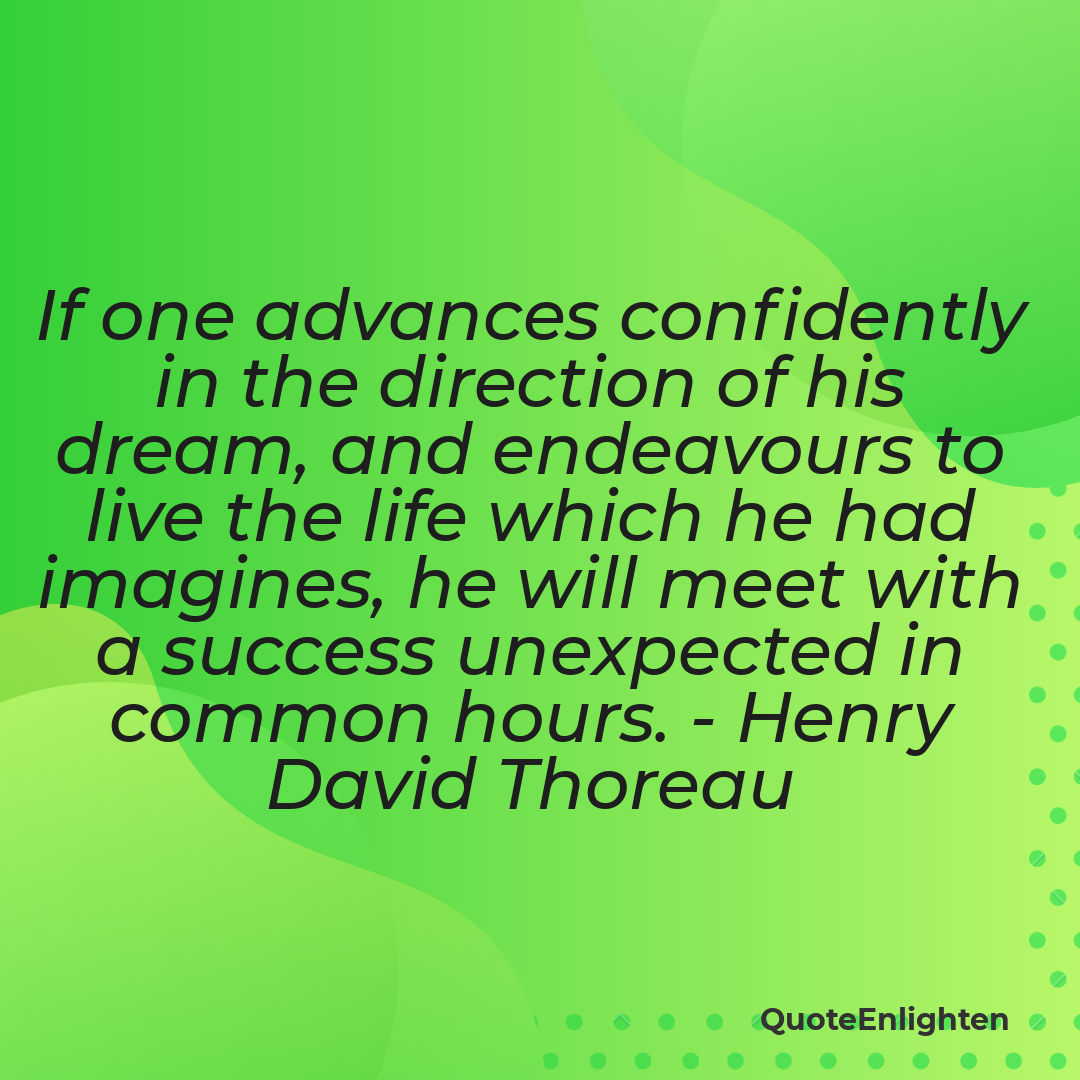 If one advances confidently
in the direction of his
dream, and endeavours to
live the life which he had
imagines, he will meet with
a success unexpected in
common hours. - Henry
David Thoreau
QuoteEnlighten